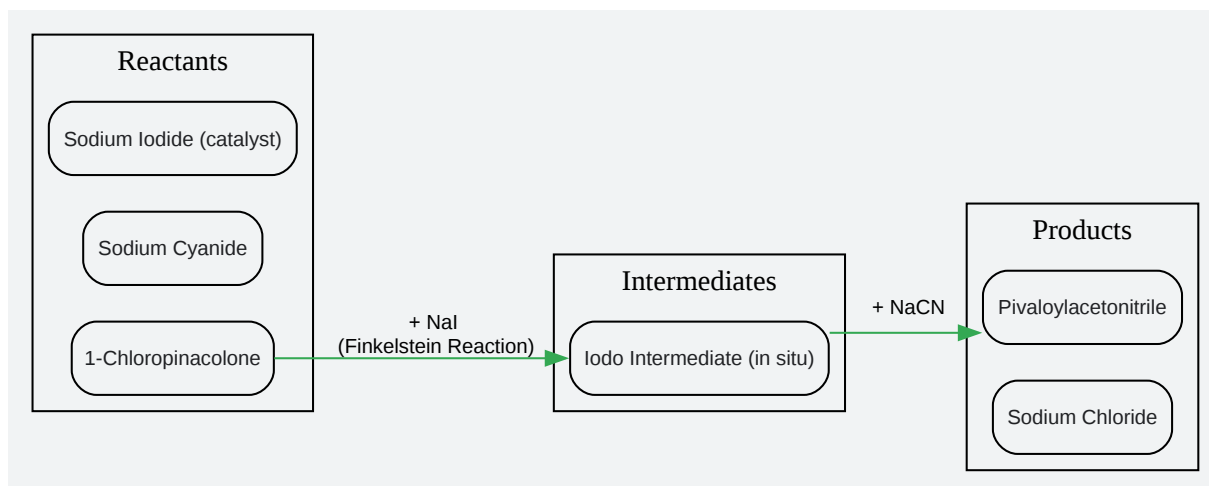 Reactants
Sodium Iodide (catalyst)
Sodium Cyanide
1-Chloropinacolone
+ NaI
(Finkelstein Reaction)
Intermediates
Iodo Intermediate (in situ)
+ NaCN
Products
Pivaloylacetonitrile
Sodium Chloride